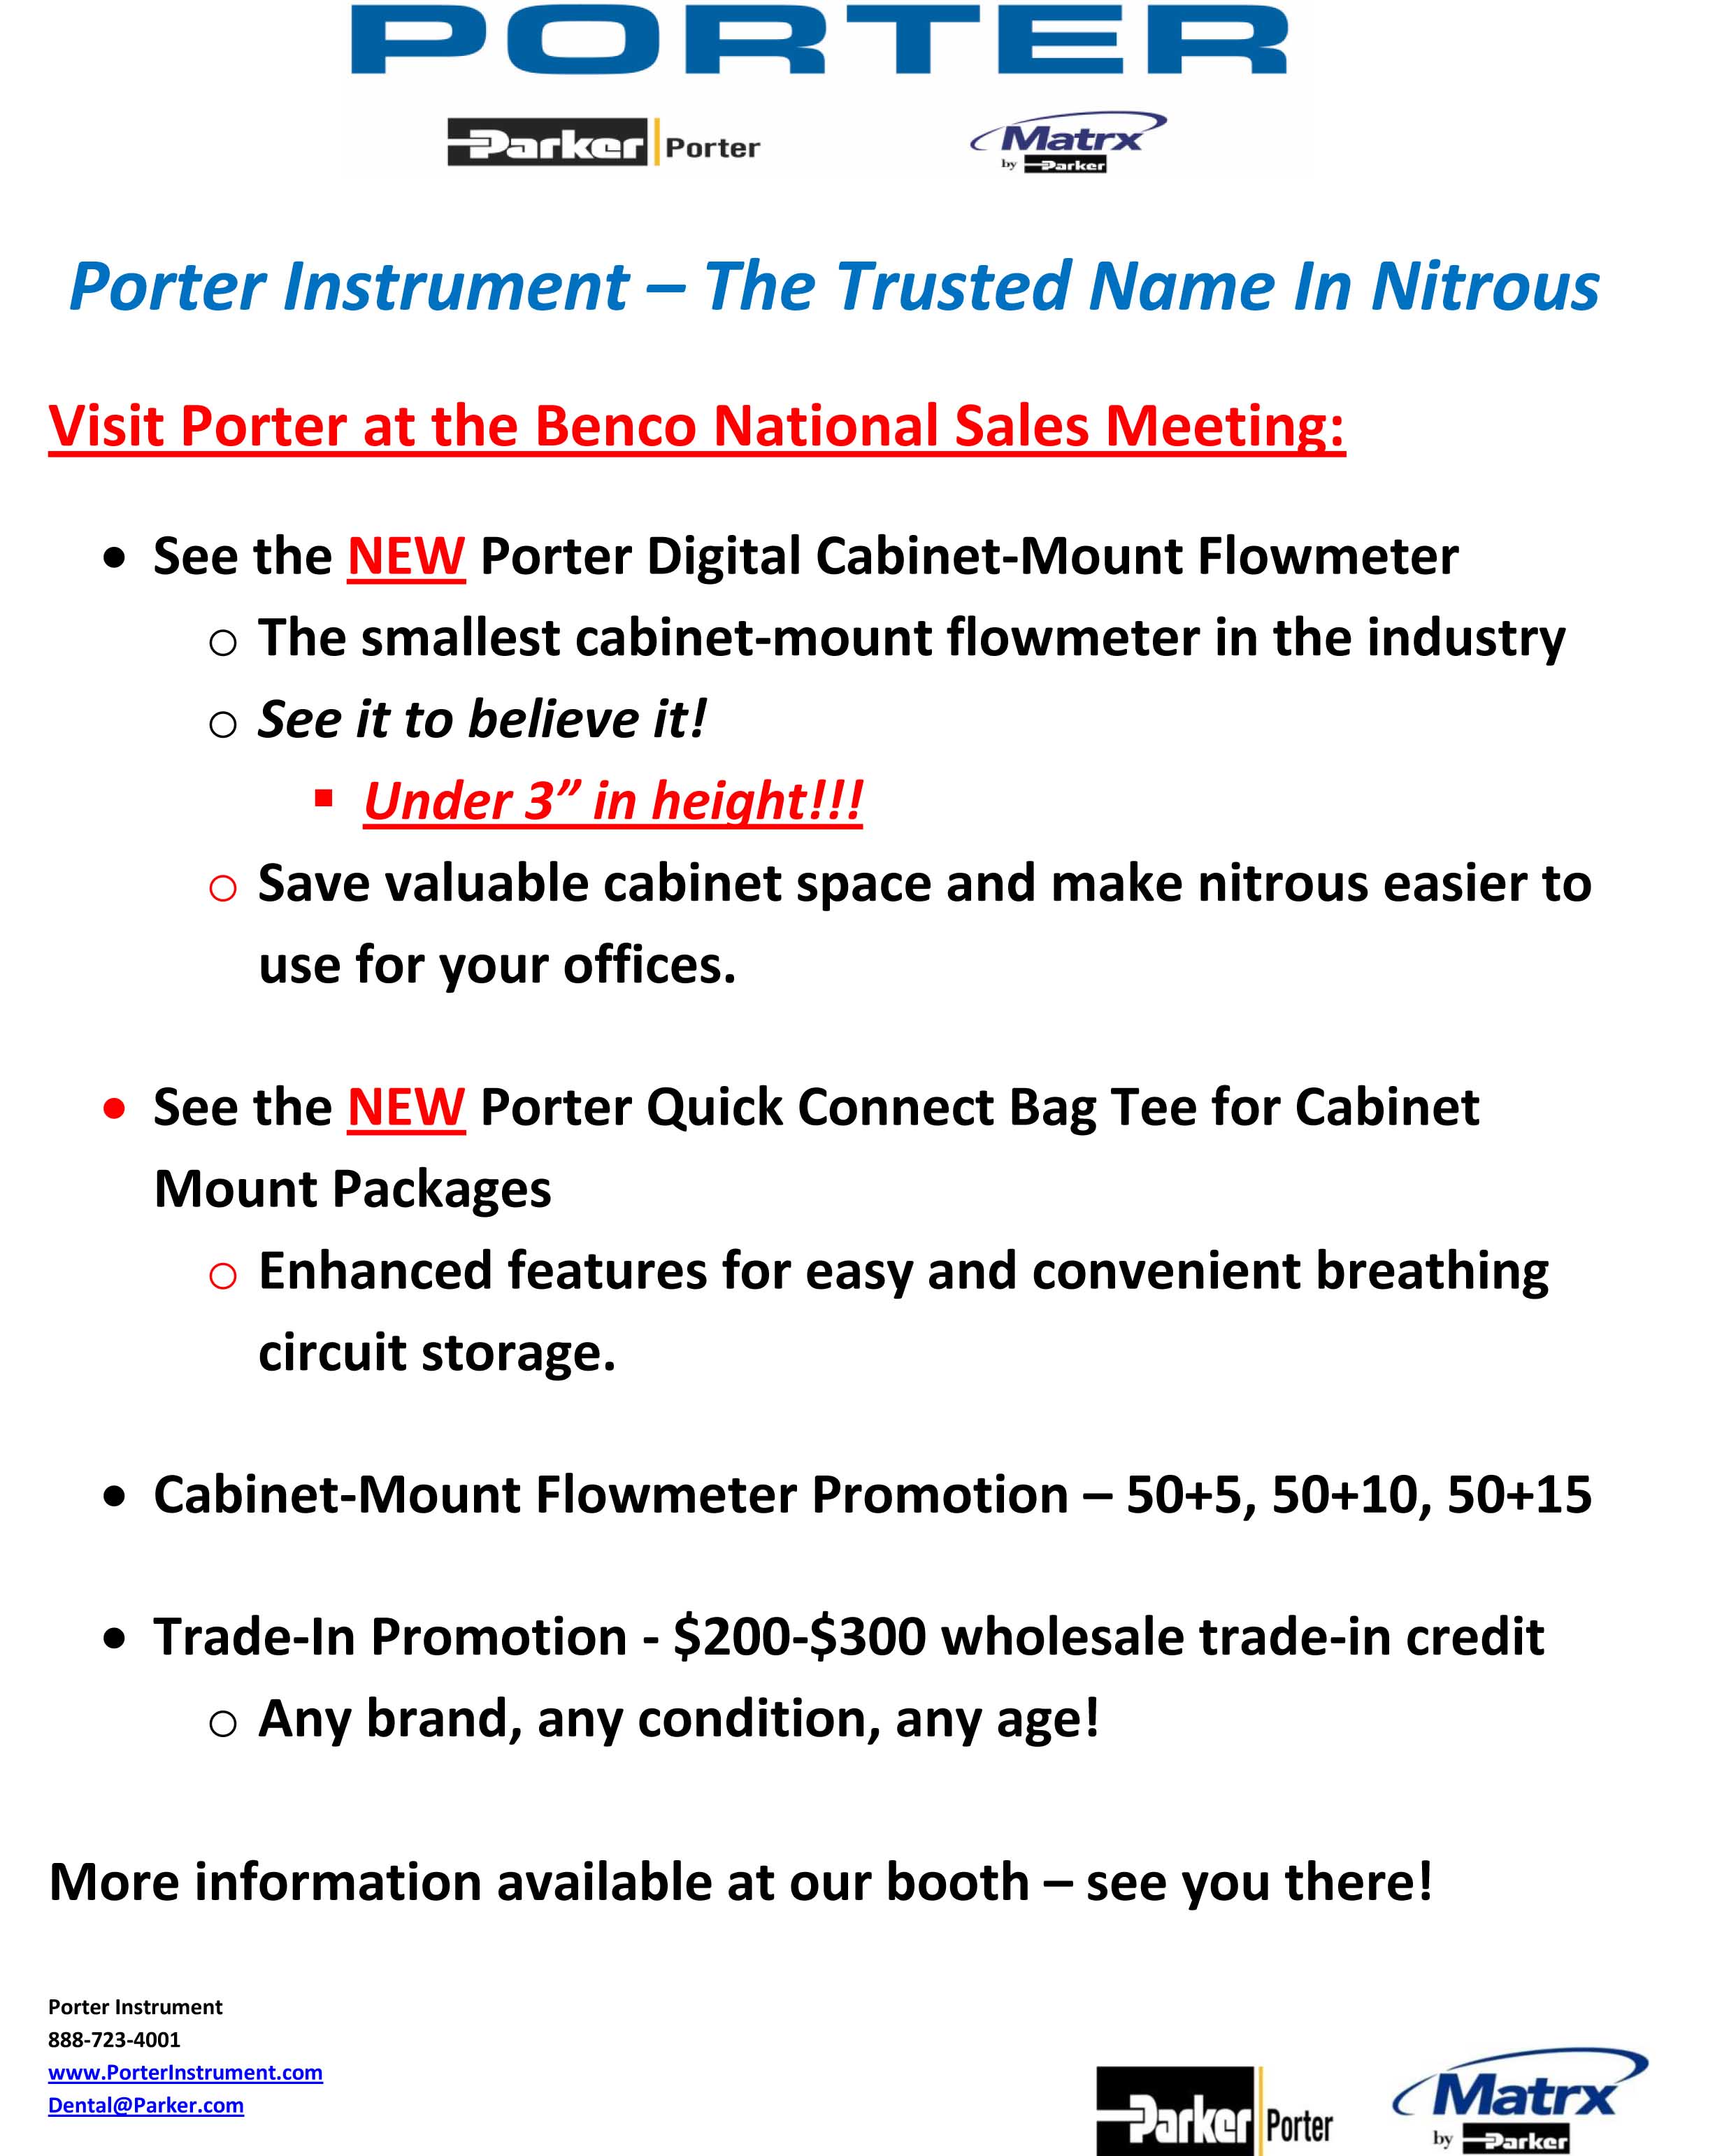 PORTER
Parker Porter
Matrx
by Parker
Porter Instrument – The Trusted Name In Nitrous
Visit Porter at the Benco National Sales Meeting:
• See the NEW Porter Digital Cabinet-Mount Flowmeter
o The smallest cabinet-mount flowmeter in the industry
o See it to believe it!
▪ Under 3” in height!!!
o Save valuable cabinet space and make nitrous easier to
use for your offices.
• See the NEW Porter Quick Connect Bag Tee for Cabinet
Mount Packages
o Enhanced features for easy and convenient breathing
circuit storage.
• Cabinet-Mount Flowmeter Promotion – 50+5, 50+10, 50+15
• Trade-In Promotion - $200-$300 wholesale trade-in credit
o Any brand, any condition, any age!
More information available at our booth – see you there!
Porter Instrument
888-723-4001
www.PorterInstrument.com
Dental@Parker.com
Parker Porter
Matrx
by Parker